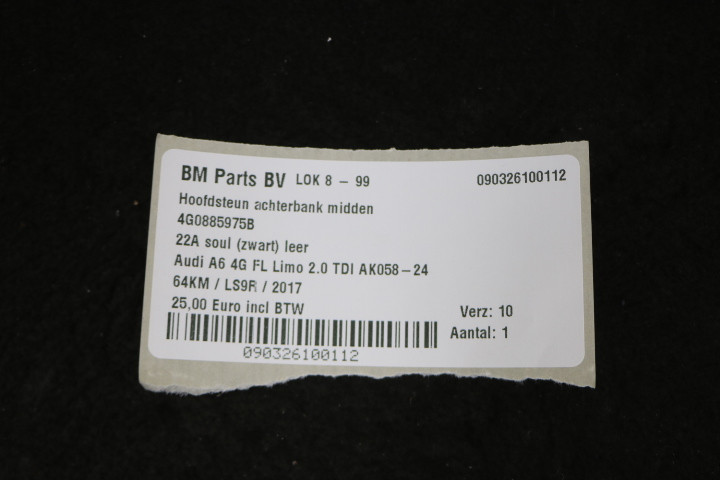 BM Parts BV LOK 8 - 99 090326100112
Hoofdsteun achterbank midden
4G0885975B
22A soul (zwart) leer
Audi A6 4G FL Limo 2.0 TDI AK058-24
64KM / LS9R / 2017
25,00 Euro incl BTW Verz: 10
Aantal: 1
090326100112